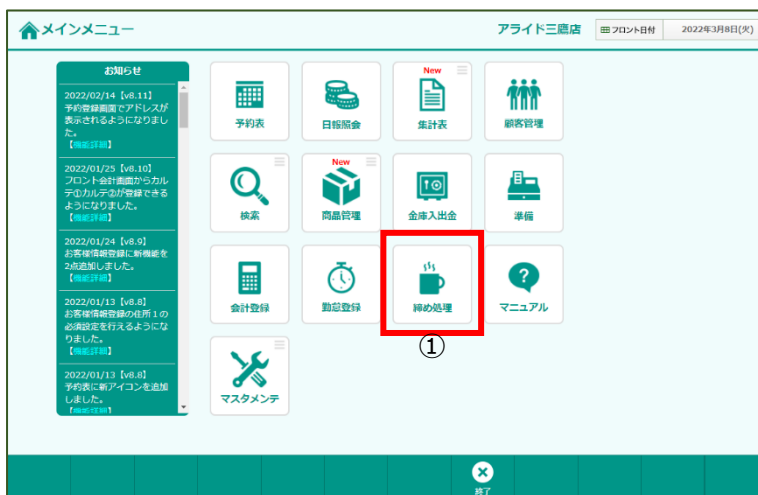 メインメニュー
アライド三鷹店
フロント日付
2022年3月8日(火)
お知らせ
2022/02/14【v8.11】
予約登録画面でアドレスが
表示されるようになりまし
た。
【機能詳細】
2022/01/25【v8.10】
フロント会計画面からカル
テ①カルテ②が登録できる
ようになりました。
【機能詳細】
2022/01/24【v8.9】
お客様情報登録に新機能を
2点追加しました。
【機能詳細】
2022/01/13【v8.8】
お客様情報登録の住所1の
必須設定を行えるようにな
りました。
【機能詳細】
2022/01/13【v8.8】
予約表に新アイコンを追加
しました。
【機能詳細】
予約表
日報照会
New
集計表
顧客管理
検索
New
商品管理
金庫入出金
準備
会計登録
勤怠登録
締め処理
マニュアル
①
マスタメンテ
終了